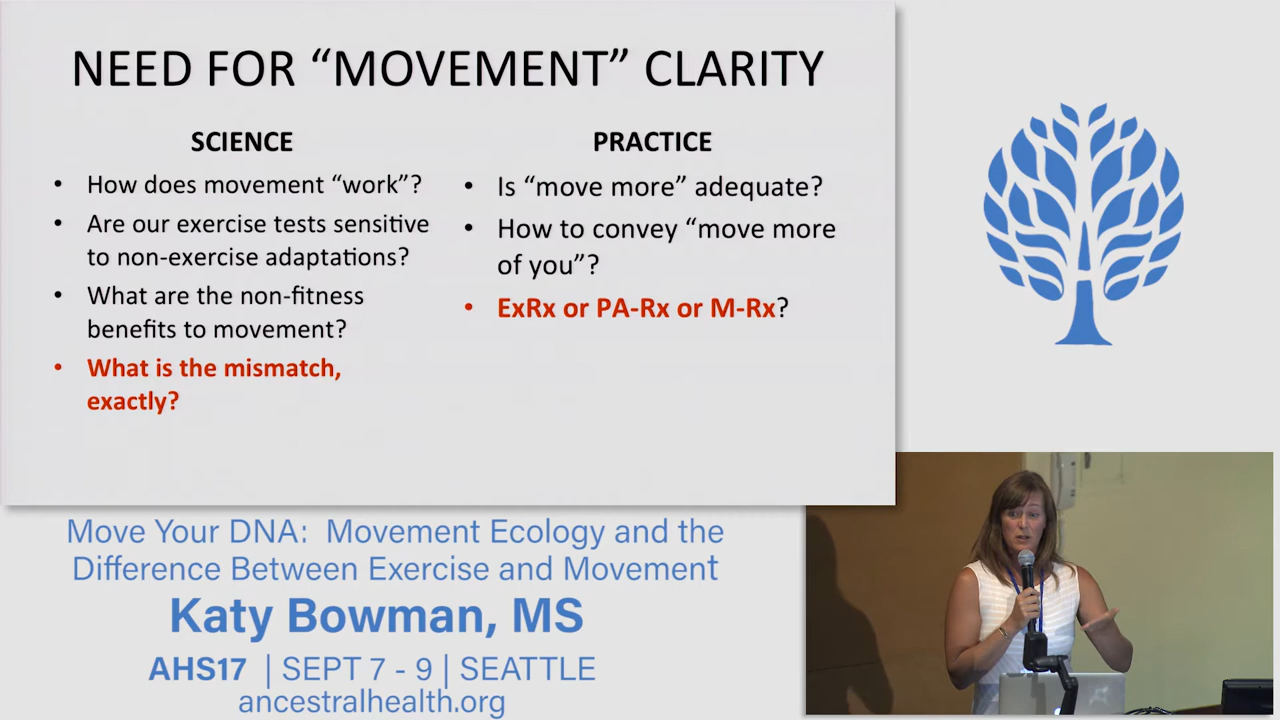 NEED FOR “MOVEMENT” CLARITY
SCIENCE
• How does movement “work”?
• Are our exercise tests sensitive
to non-exercise adaptations?
• What are the non-fitness
benefits to movement?
• What is the mismatch,
exactly?
PRACTICE
• Is “move more” adequate?
• How to convey “move more
of you”?
• ExRx or PA-Rx or M-Rx?
Move Your DNA: Movement Ecology and the
Difference Between Exercise and Movement
Katy Bowman, MS
AHS17 | SEPT 7 - 9 | SEATTLE
ancestralhealth.org